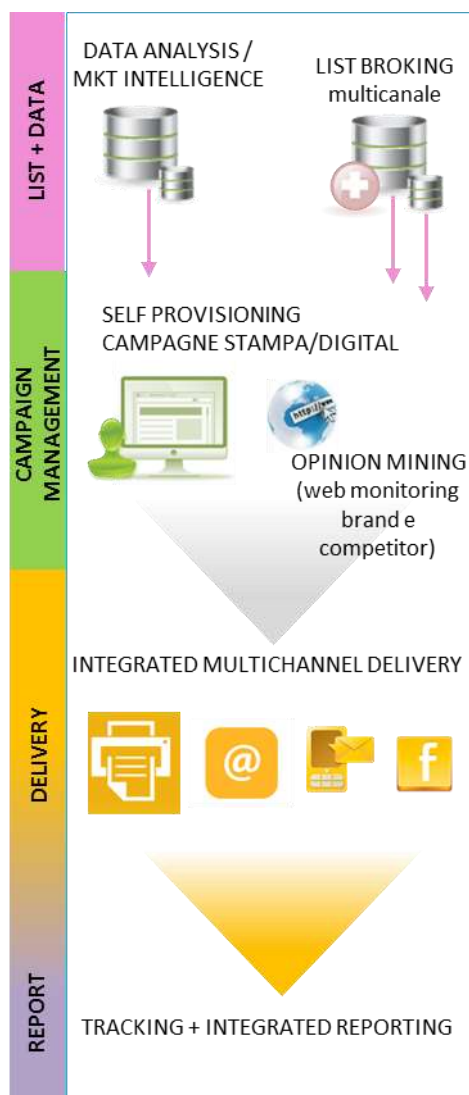 LIST + DATA
DATA ANALYSIS /
MKT INTELLIGENCE
LIST BROKING
multicanale
CAMPAIGN
MANAGEMENT
SELF PROVISIONING
CAMPAGNE STAMPA/DIGITAL
http://
OPINION MINING
(web monitoring
brand e
competitor)
DELIVERY
INTEGRATED MULTICHANNEL DELIVERY
@
f
REPORT
TRACKING + INTEGRATED REPORTING